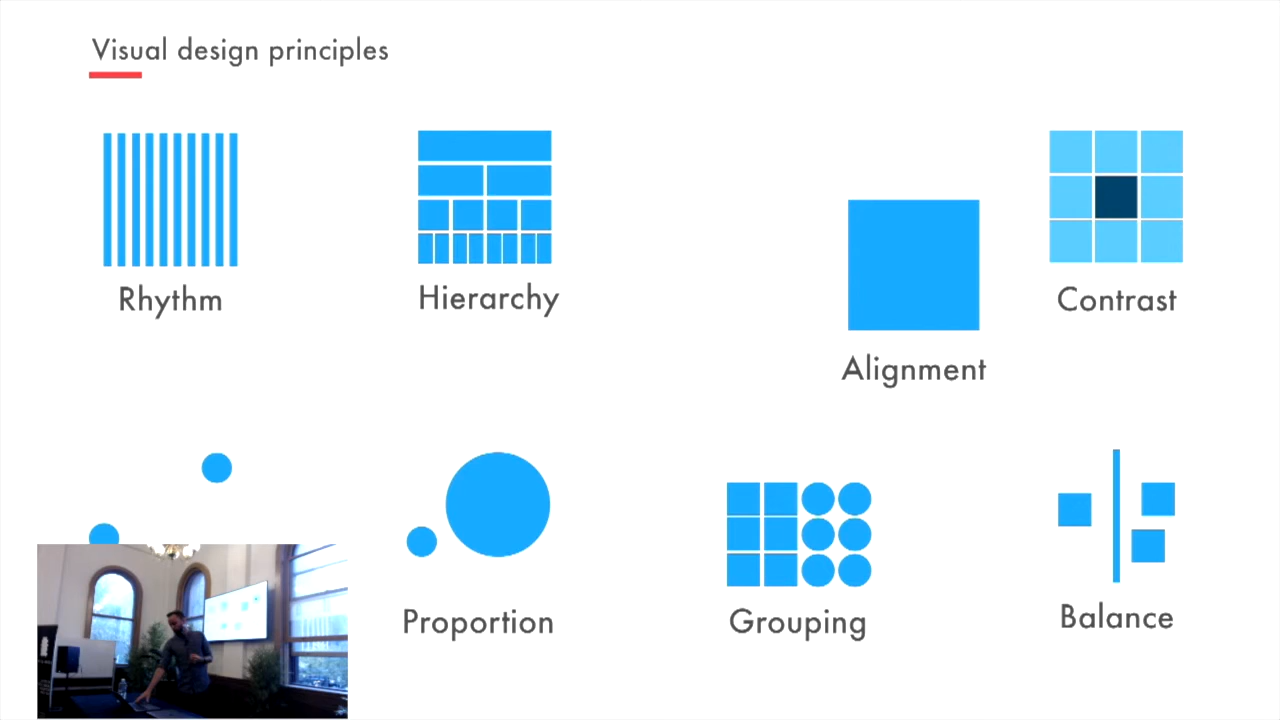 Visual design principles
Rhythm
Hierarchy
Alignment
Contrast
Proportion
Grouping
Balance